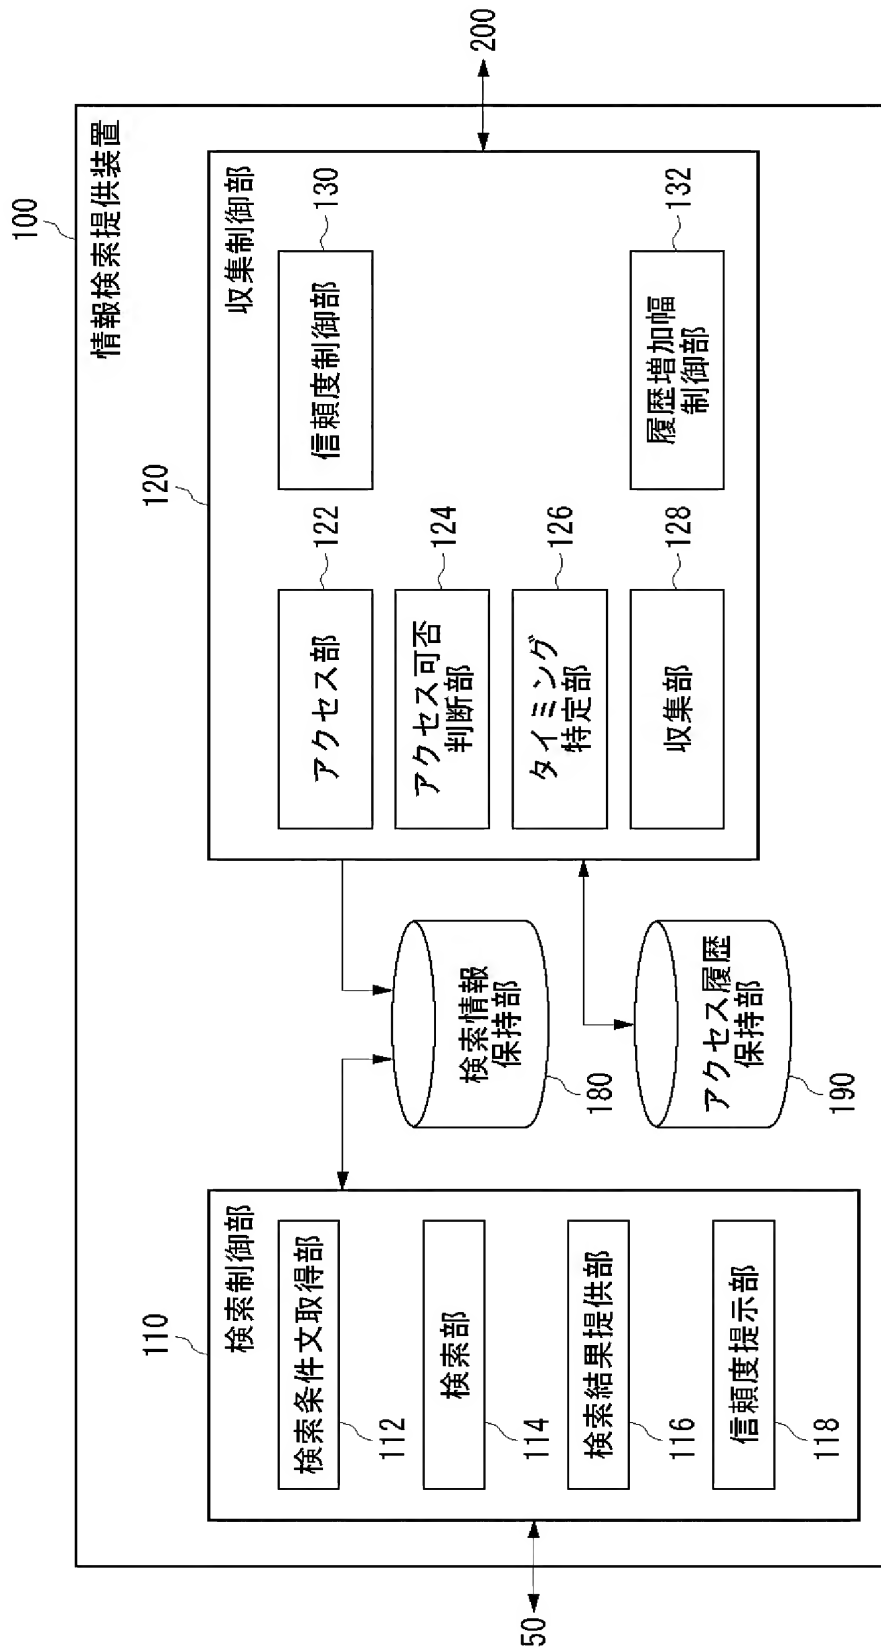 100
情報検索提供装置
110
検索制御部
検索条件文取得部
112
検索部
114
検索結果提供部
116
信頼度提示部
118
50
検索情報
保持部
180
アクセス履歴
保持部
190
120
収集制御部
アクセス部
122
アクセス可否
判断部
124
タイミング
特定部
126
収集部
128
信頼度制御部
130
履歴増加幅
制御部
132
200